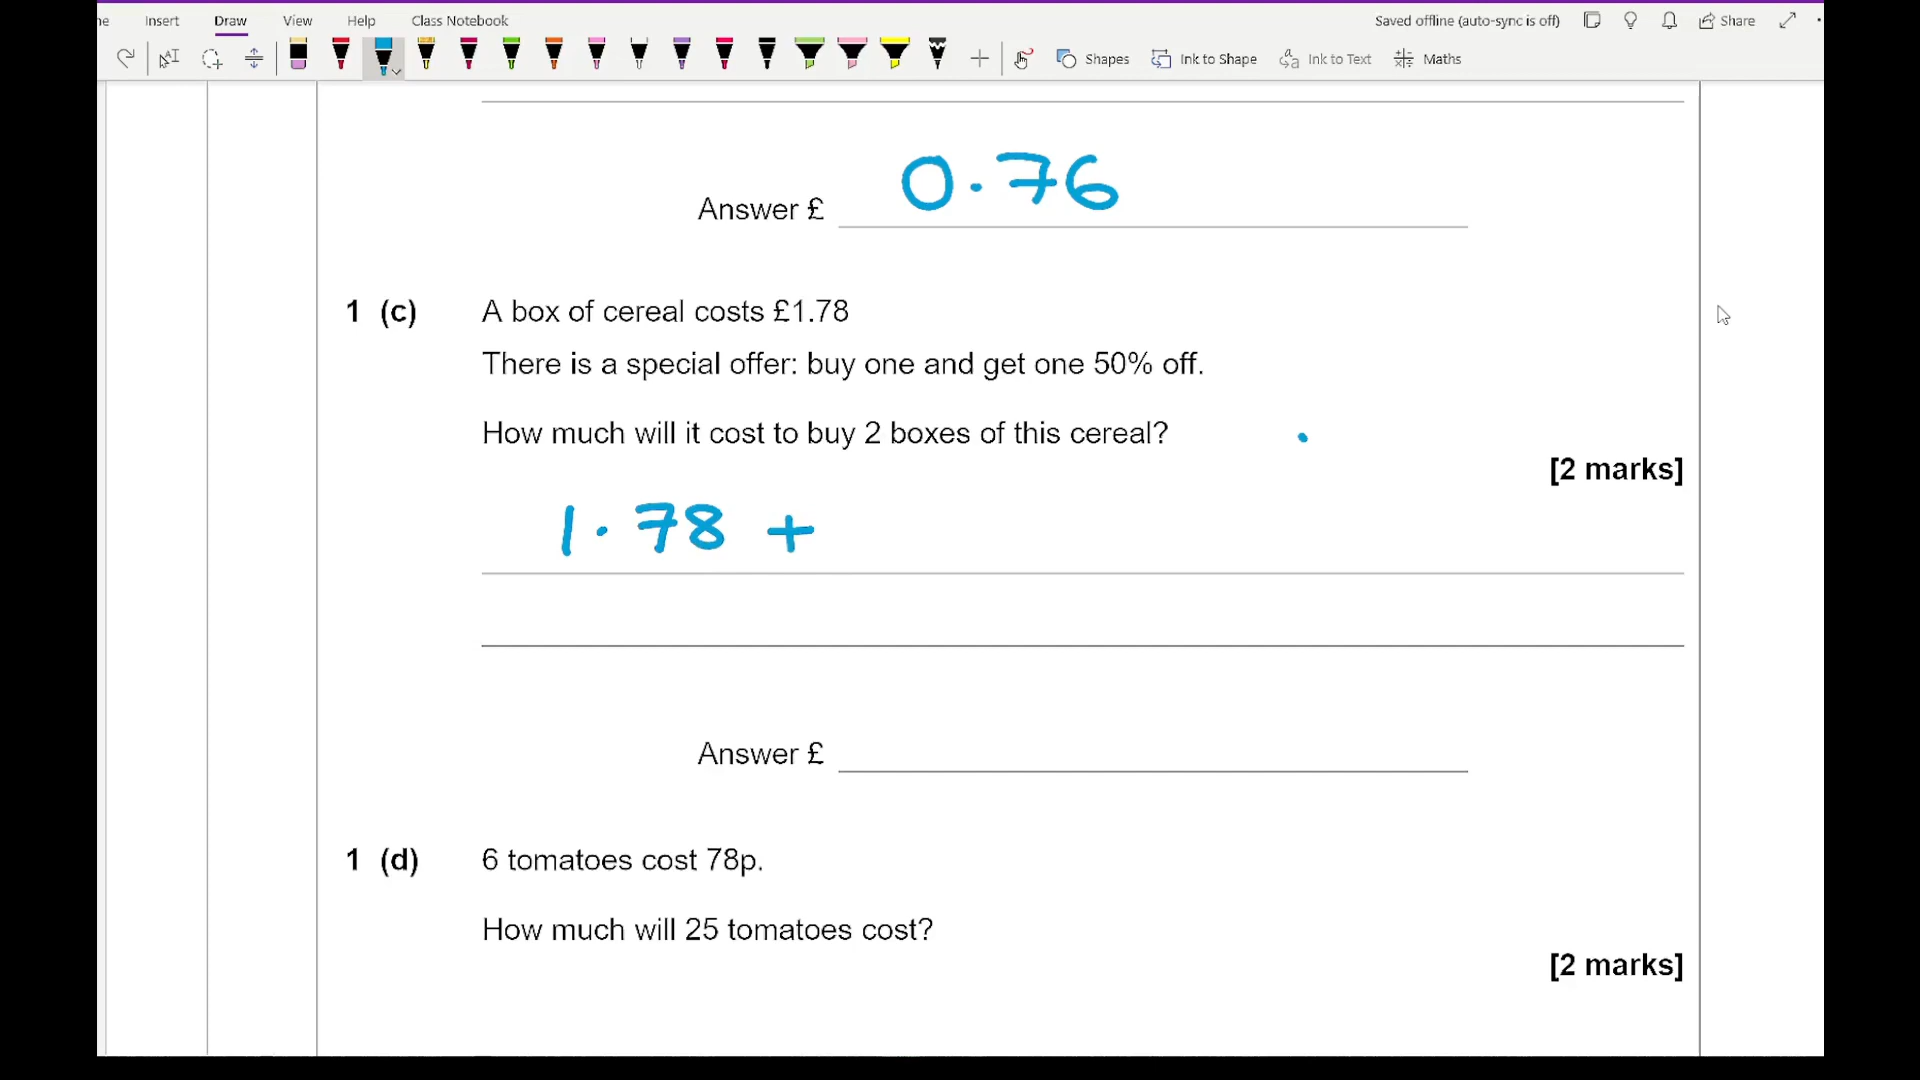 Insert Draw View Help Class Notebook Saved offline (auto-sync is off) Share
Shapes Ink to Shape Ink to Text Maths
0.76
Answer £
1 (c) A box of cereal costs £1.78
There is a special offer: buy one and get one 50% off.
How much will it cost to buy 2 boxes of this cereal?
[2 marks]
1.78 +
Answer £
1 (d) 6 tomatoes cost 78p.
How much will 25 tomatoes cost?
[2 marks]